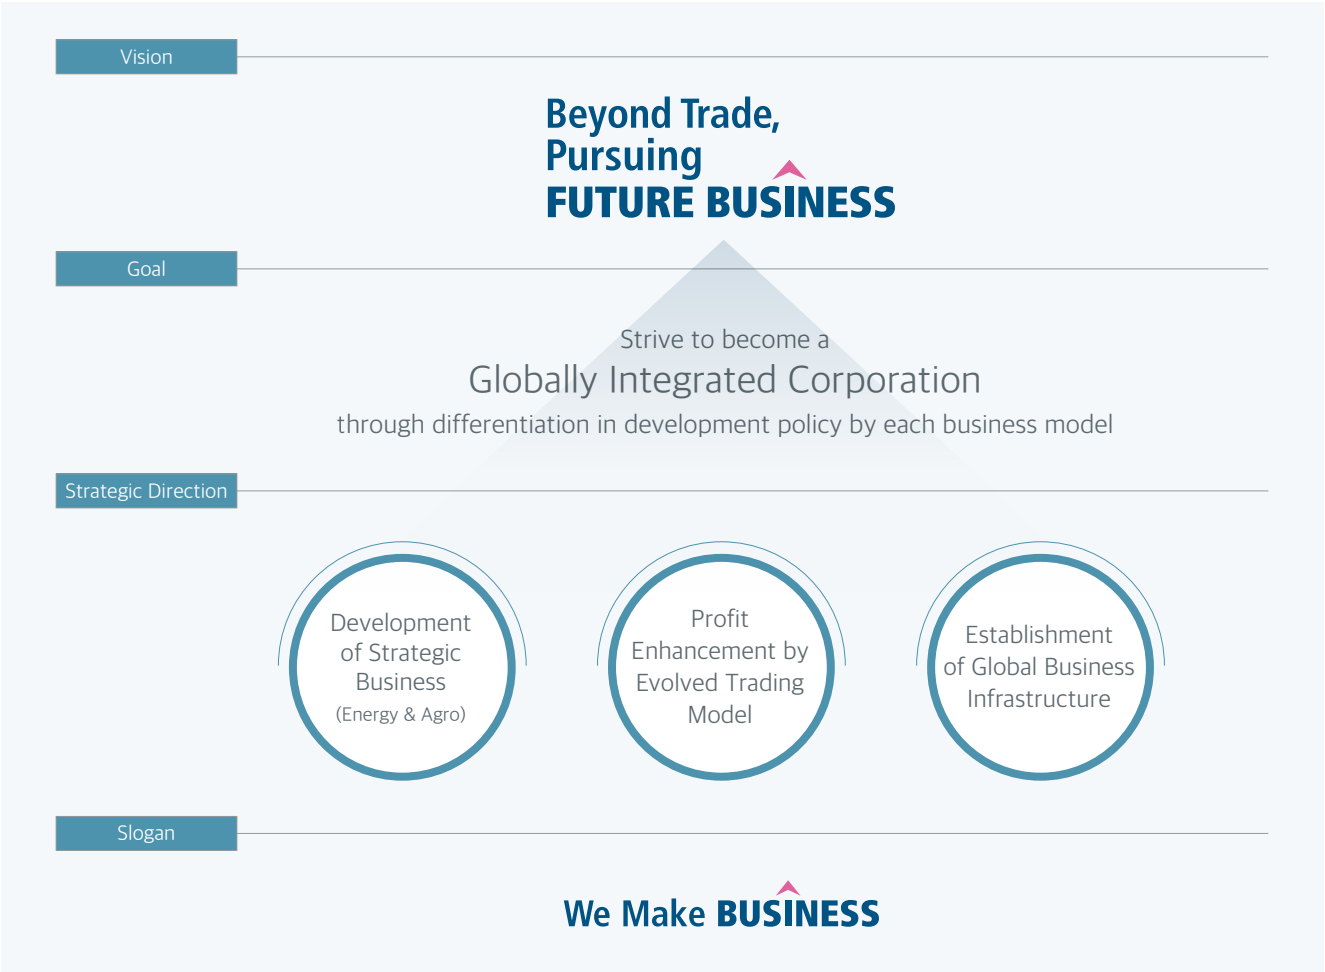 Vision
Beyond Trade,
Pursuing
FUTURE BUSINESS
Goal
Strive to become a
Globally Integrated Corporation
through differentiation in development policy by each business model
Strategic Direction
Development
of Strategic
Business
(Energy & Agro)
Profit
Enhancement by
Evolved Trading
Model
Establishment
of Global Business
Infrastructure
Slogan
We Make BUSINESS